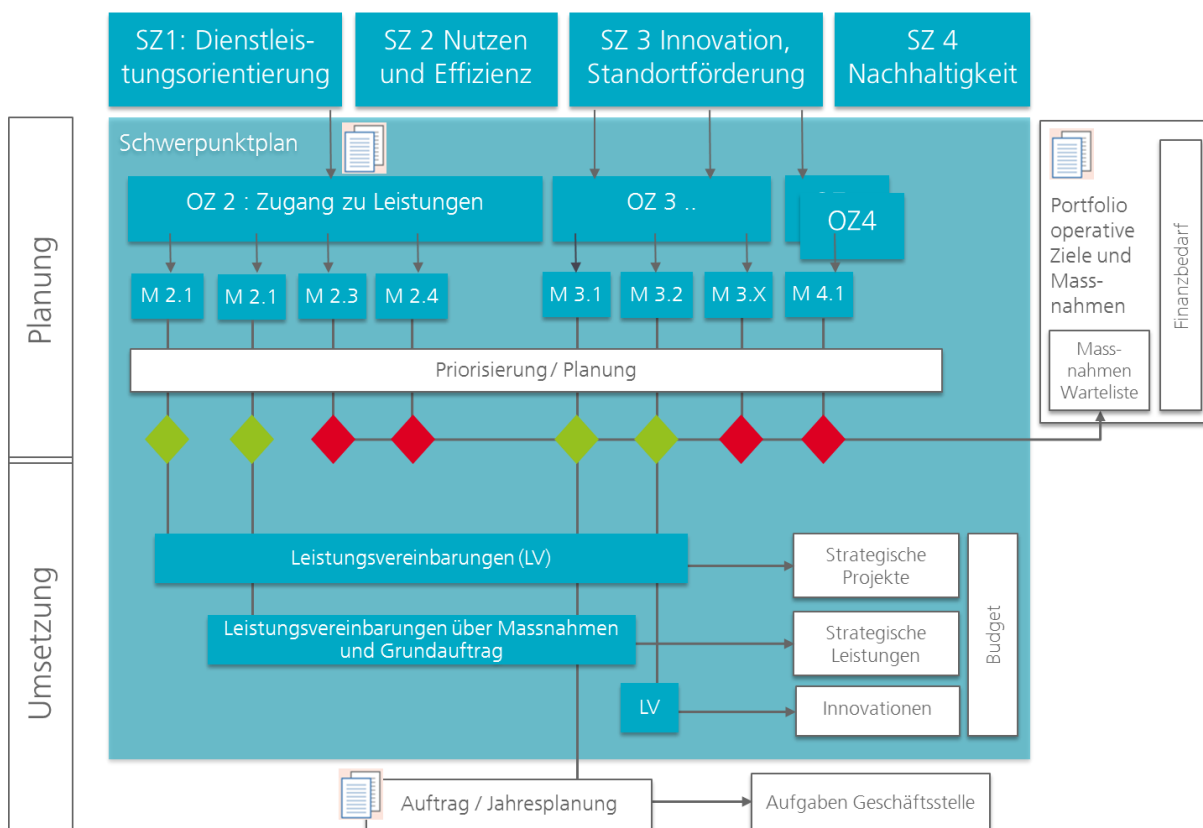 SZ1: Dienstleis-
tungsorientierung
SZ 2 Nutzen
und Effizienz
SZ 3 Innovation,
Standortförderung
SZ 4
Nachhaltigkeit
Planung
Schwerpunktplan
OZ 2 : Zugang zu Leistungen
OZ 3 ..
OZ4
M 2.1
M 2.1
M 2.3
M 2.4
M 3.1
M 3.2
M 3.X
M 4.1
Priorisierung / Planung
Portfolio
operative
Ziele und
Mass-
nahmen
Mass-
nahmen
Warteliste
Finanzbedarf
Umsetzung
Leistungsvereinbarungen (LV)
Strategische
Projekte
Leistungsvereinbarungen über Massnahmen
und Grundauftrag
Strategische
Leistungen
LV
Innovationen
Budget
Auftrag / Jahresplanung
Aufgaben Geschäftsstelle